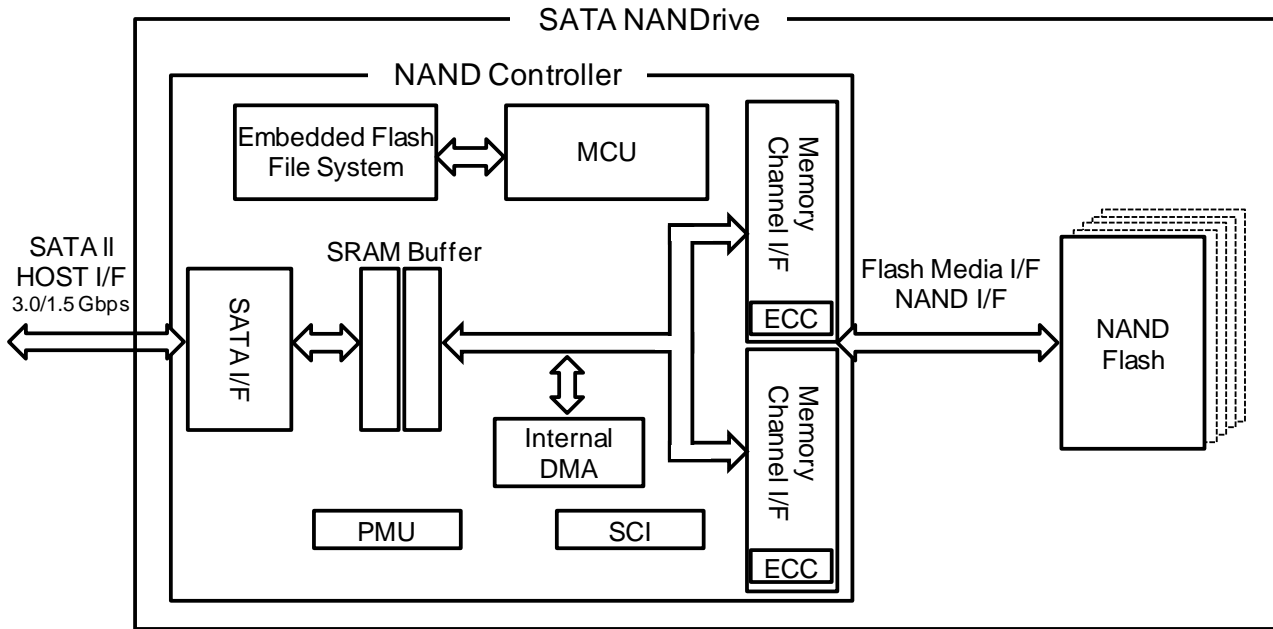 SATA NANDrive
NAND Controller
Embedded Flash
File System
MCU
Memory
Channel I/F
ECC
SATA II
HOST I/F
3.0/1.5 Gbps
SRAM Buffer
SATA I/F
Flash Media I/F
NAND I/F
NAND
Flash
Internal
DMA
Memory
Channel I/F
ECC
PMU
SCI